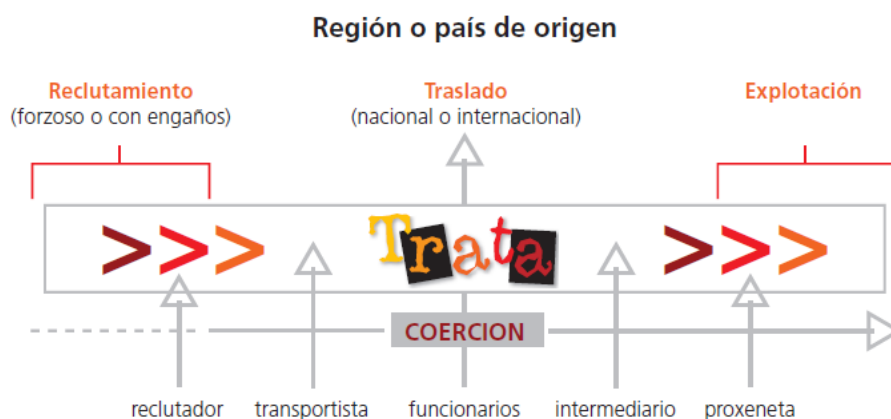 Región o país de origen
Reclutamiento
(forzoso o con engaños)
Traslado
(nacional o internacional)
Explotación
Trata
COERCION
reclutador
transportista
funcionarios
intermediario
proxeneta